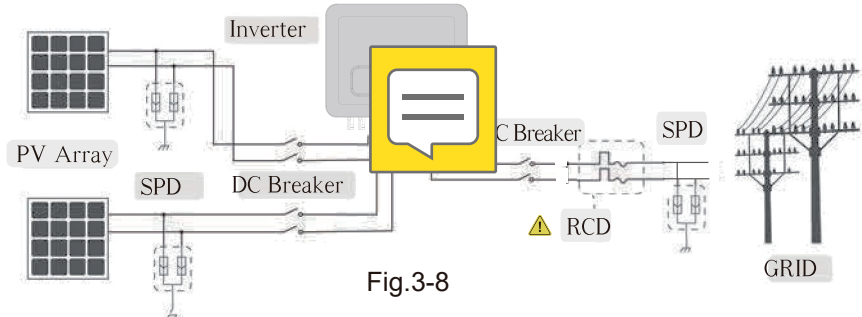 Inverter
C Breaker
SPD
PV Array
SPD
DC Breaker
RCD
GRID
Fig.3-8